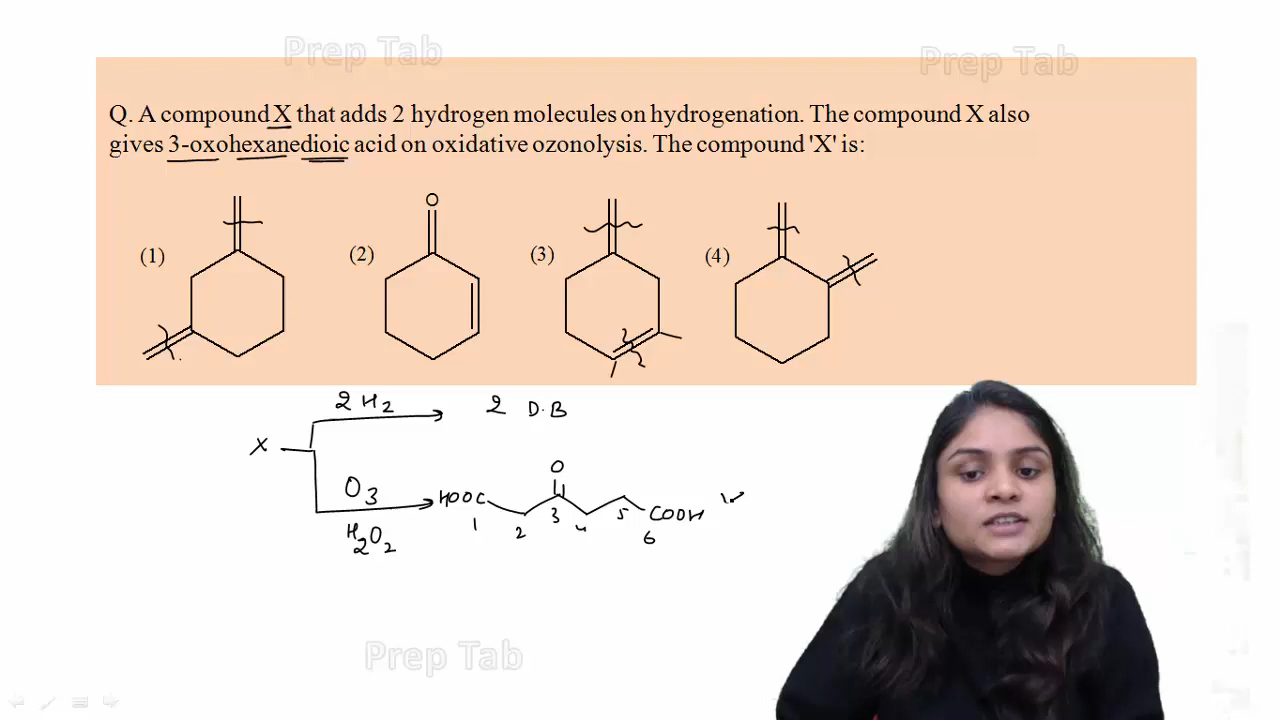 Prep Tab
Prep Tab
Q. A compound X that adds 2 hydrogen molecules on hydrogenation. The compound X also
gives 3-oxohexanedioic acid on oxidative ozonolysis. The compound 'X' is:
(1)
(2)
O
(3)
(4)
2 H2
2 D.B
X
O3
H2O2
O
HOOC
COOH
1
2
3
4
5
6
Prep Tab